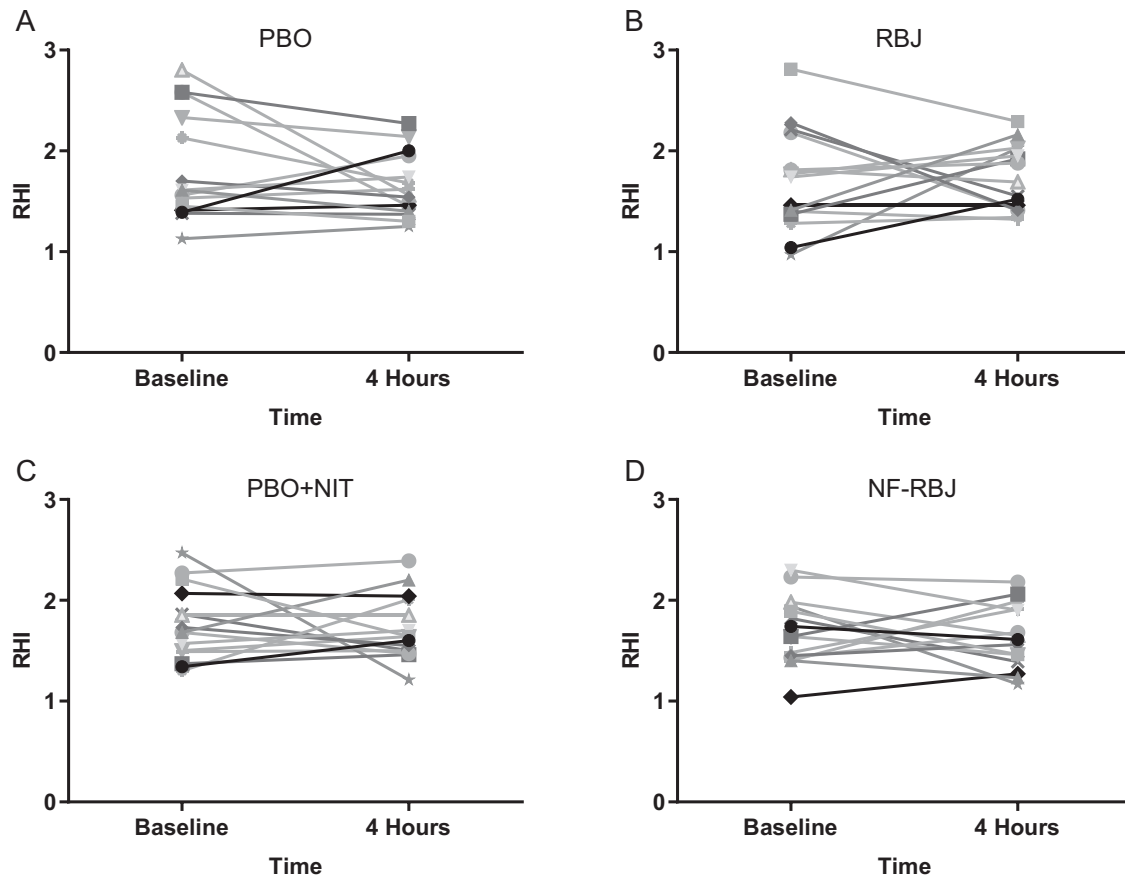 A
PBO
3
2
1
0
RHI
Baseline 4 Hours
Time
B
RBJ
3
2
1
0
RHI
Baseline 4 Hours
Time
C
PBO+NIT
3
2
1
0
RHI
Baseline 4 Hours
Time
D
NF-RBJ
3
2
1
0
RHI
Baseline 4 Hours
Time